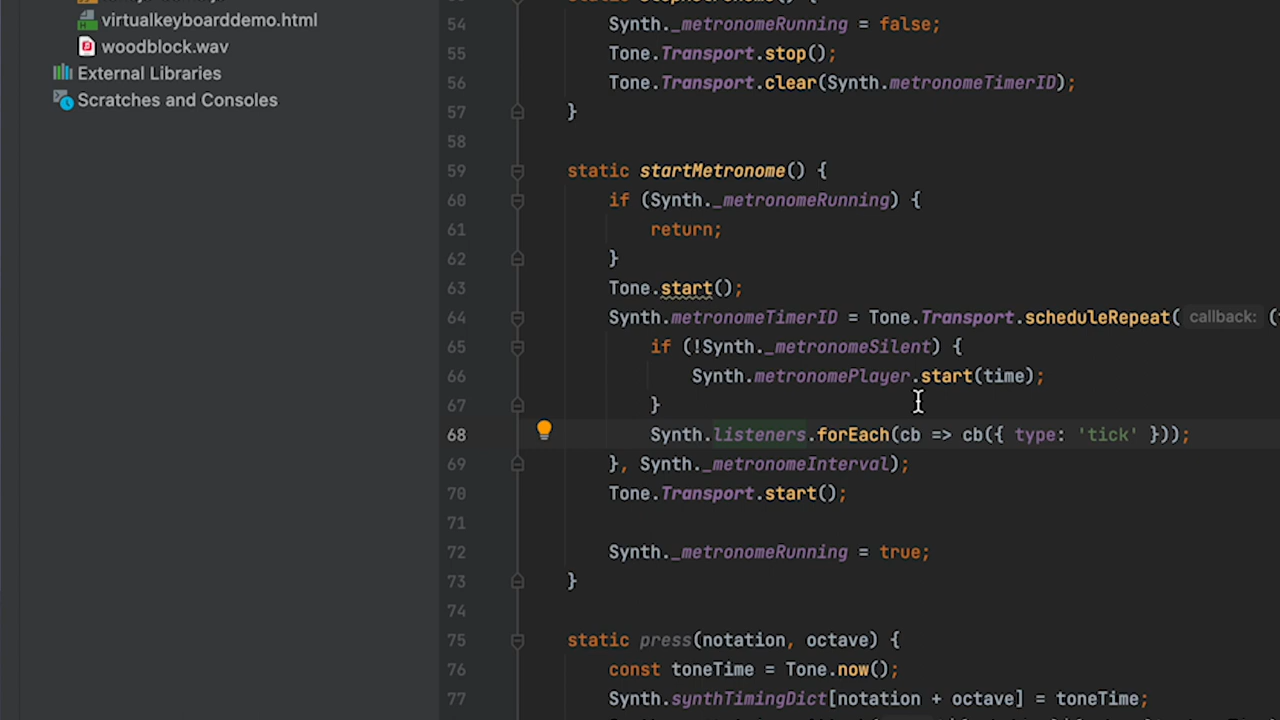 virtualkeyboarddemo.html
woodblock.wav
External Libraries
Scratches and Consoles
54 Synth._metronomeRunning = false;
55 Tone.Transport.stop();
56 Tone.Transport.clear(Synth.metronomeTimerID);
57 }
58
59 static startMetronome() {
60 if (Synth._metronomeRunning) {
61 return;
62 }
63 Tone.start();
64 Synth.metronomeTimerID = Tone.Transport.scheduleRepeat( callback: (
65 if (!Synth._metronomeSilent) {
66 Synth.metronomePlayer.start(time);
67 }
68 Synth.listeners.forEach(cb => cb({ type: 'tick' }));
69 }, Synth._metronomeInterval);
70 Tone.Transport.start();
71
72 Synth._metronomeRunning = true;
73 }
74
75 static press(notation, octave) {
76 const toneTime = Tone.now();
77 Synth.synthTimingDict[notation + octave] = toneTime;